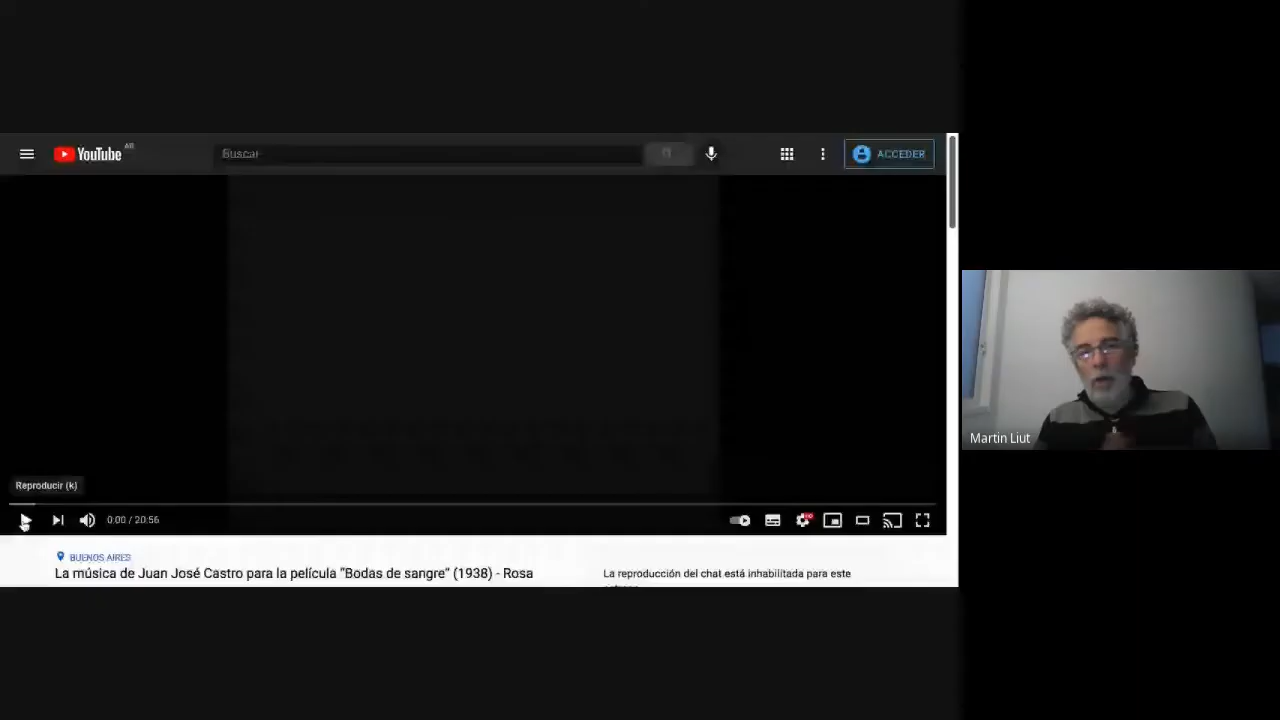 YouTube AR
Buscar
ACCEDER
Martin Liut
Reproducir (k)
0:00 / 20:56
HD
BUENOS AIRES
La música de Juan José Castro para la película “Bodas de sangre” (1938) - Rosa
La reproducción del chat está inhabilitada para este